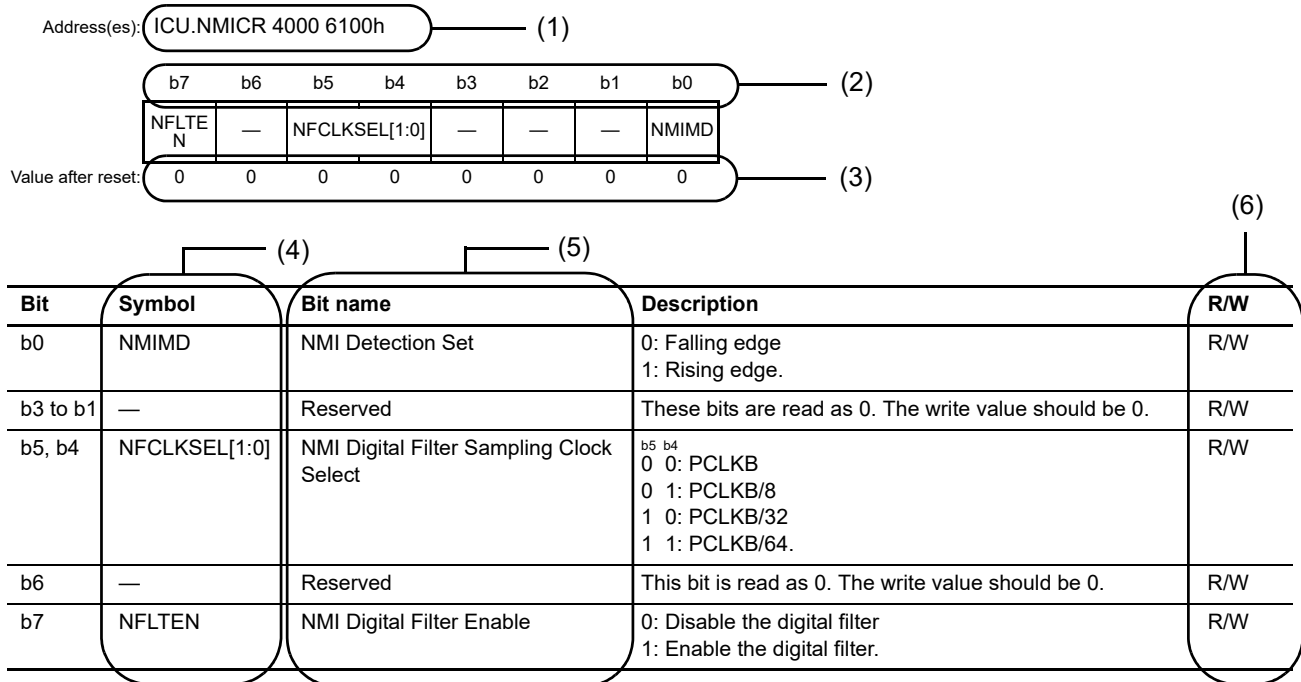 Address(es): ICU.NMICR 4000 6100h (1)
b7 b6 b5 b4 b3 b2 b1 b0 (2)
NFLTE
N — NFCLKSEL[1:0] — — — NMIMD
Value after reset: 0 0 0 0 0 0 0 0 (3)
(6)
(4) (5)
Bit Symbol Bit name Description R/W
b0 NMIMD NMI Detection Set 0: Falling edge R/W
1: Rising edge.
b3 to b1 — Reserved These bits are read as 0. The write value should be 0. R/W
b5, b4 NFCLKSEL[1:0] NMI Digital Filter Sampling Clock b5 b4 R/W
Select 0 0: PCLKB
0 1: PCLKB/8
1 0: PCLKB/32
1 1: PCLKB/64.
b6 — Reserved This bit is read as 0. The write value should be 0. R/W
b7 NFLTEN NMI Digital Filter Enable 0: Disable the digital filter R/W
1: Enable the digital filter.